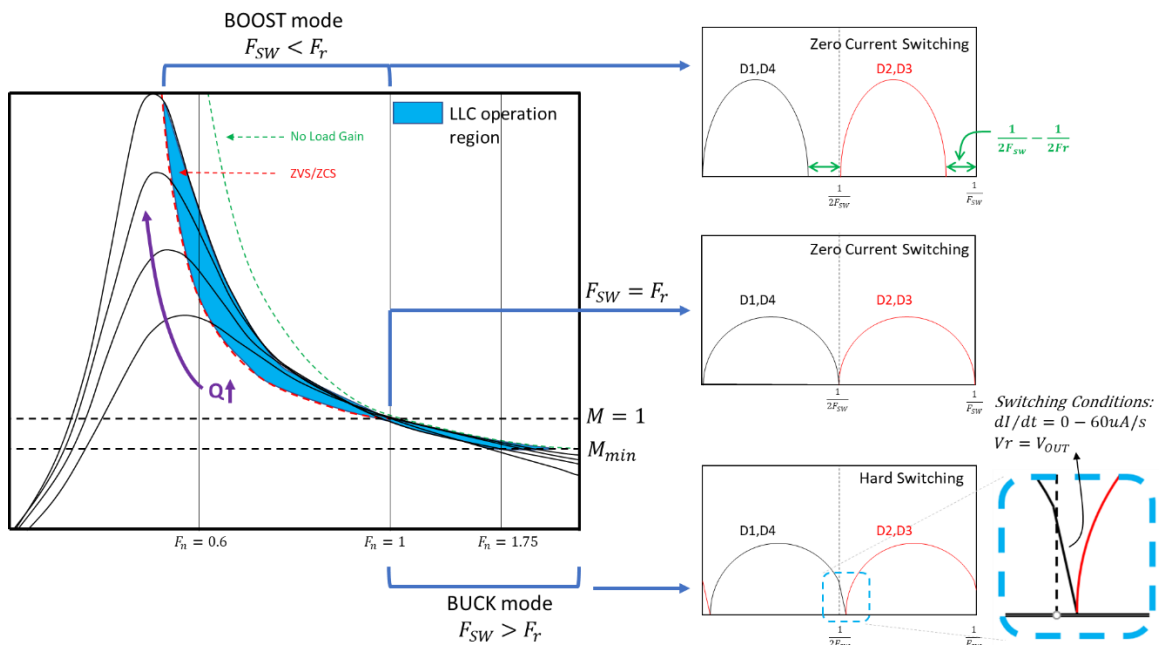 BOOST mode
F_SW < F_r
LLC operation
region
No Load Gain
ZVS/ZCS
Q↑
M = 1
M_min
F_n = 0.6
F_n = 1
F_n = 1.75
BUCK mode
F_SW > F_r
F_SW = F_r
Zero Current Switching
D1,D4
D2,D3
1/2F_sw − 1/2Fr
1/2F_SW
1/F_SW
Zero Current Switching
D1,D4
D2,D3
1/2F_SW
1/F_SW
Switching Conditions:
dI/dt = 0 − 60uA/s
Vr = V_OUT
Hard Switching
D1,D4
D2,D3
1/2F_SW